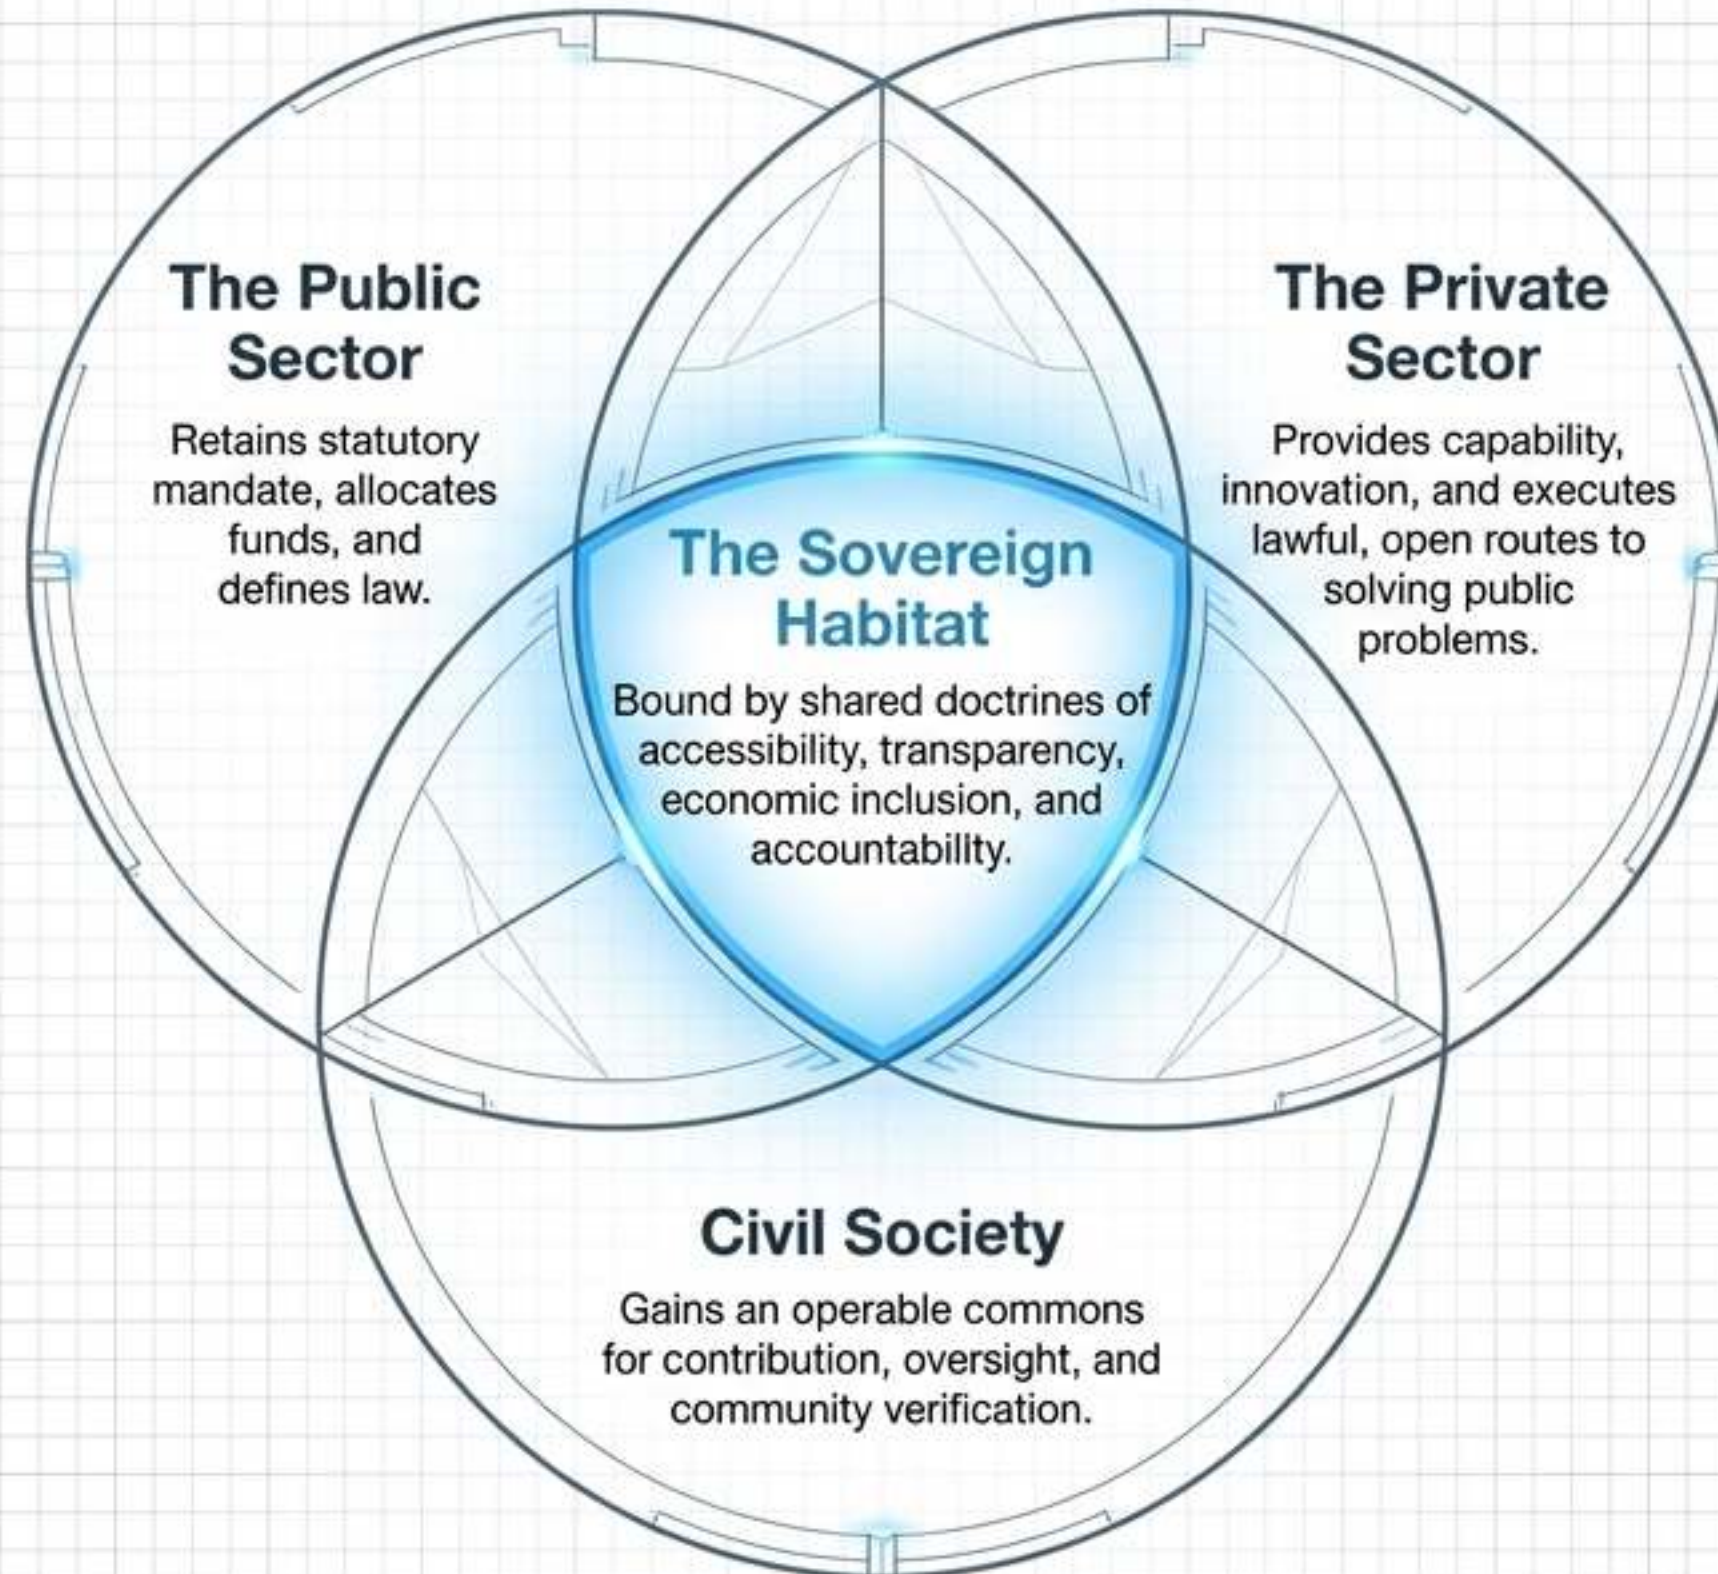 The Public
Sector
Retains statutory
mandate, allocates
funds, and
defines law.
The Private
Sector
Provides capability,
innovation, and executes
lawful, open routes to
solving public
problems.
The Sovereign
Habitat
Bound by shared doctrines of
accessibility, transparency,
economic inclusion, and
accountability.
Civil Society
Gains an operable commons
for contribution, oversight, and
community verification.